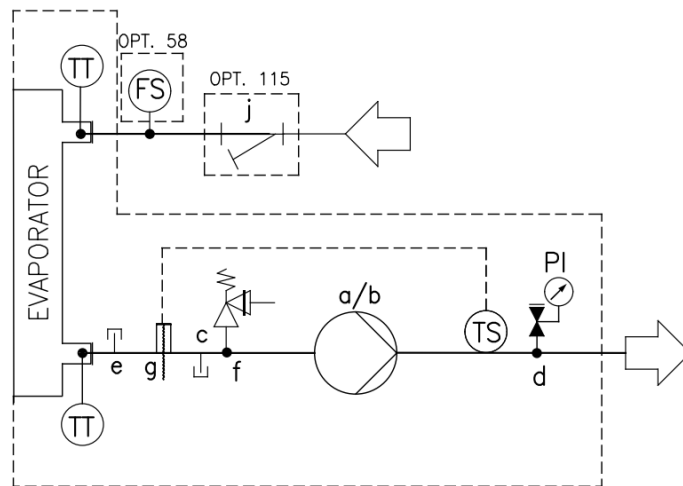 OPT. 58
TT
FS
OPT. 115
j
EVAPORATOR
PI
a/b
TS
c
e
g
f
d
TT